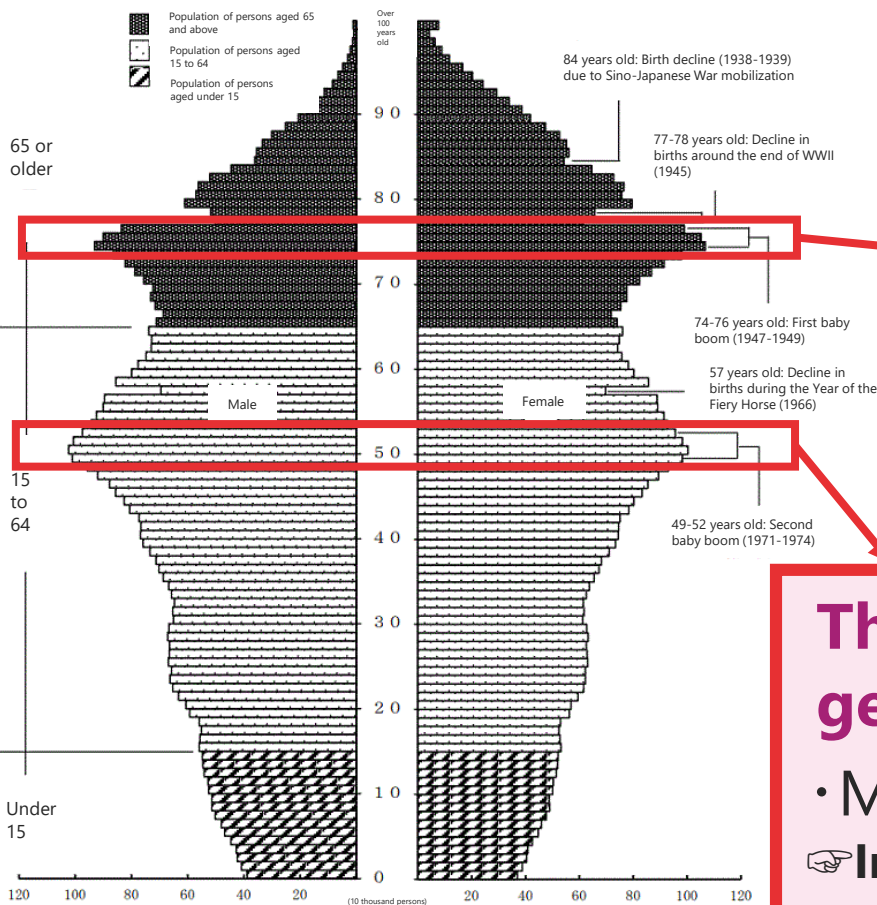 Population of persons aged 65
and above
Population of persons aged
15 to 64
Population of persons
aged under 15
Over
100
years
old
84 years old: Birth decline (1938-1939)
due to Sino-Japanese War mobilization
77-78 years old: Decline in
births around the end of WWII
(1945)
65 or
older
90
80
70
74-76 years old: First baby
boom (1947-1949)
60
57 years old: Decline in
births during the Year of the
Fiery Horse (1966)
Male
Female
50
15
to
64
49-52 years old: Second
baby boom (1971-1974)
40
30
20
10
0
Under
15
120 100 80 60 40 20
20 40 60 80 100 120
(10 thousand persons)
Th
ge
・M
☞In